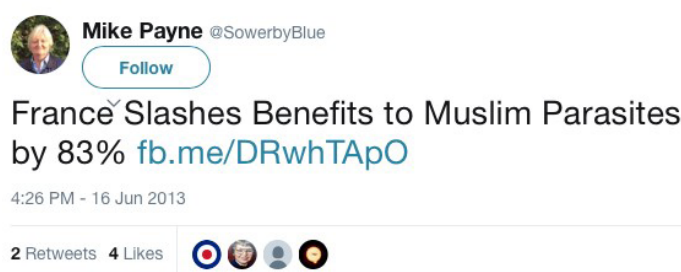 Mike Payne @SowerbyBlue
Follow
France Slashes Benefits to Muslim Parasites
by 83% fb.me/DRwhTApO
4:26 PM - 16 Jun 2013
2 Retweets 4 Likes